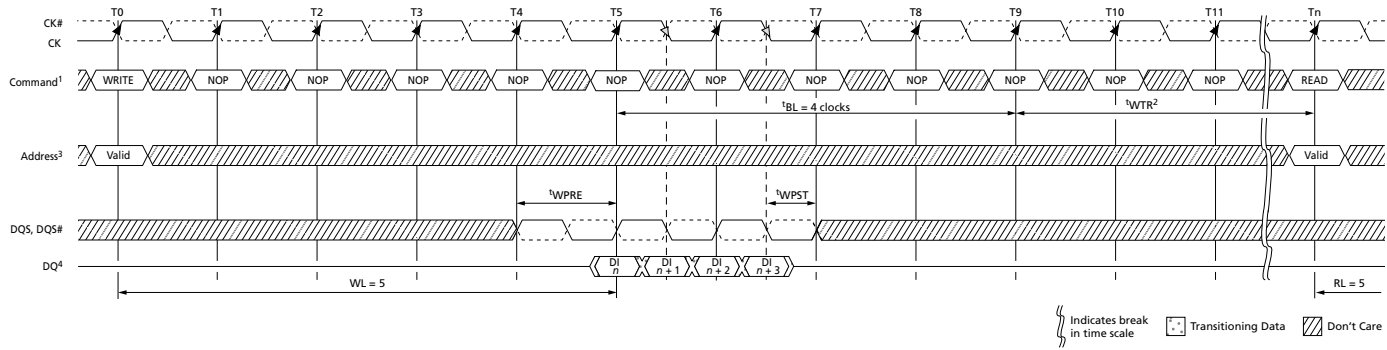 T0 T1 T2 T3 T4 T5 T6 T7 T8 T9 T10 T11 Tn
CK#
CK
Command1 WRITE NOP NOP NOP NOP NOP NOP NOP NOP NOP NOP NOP READ
tBL = 4 clocks tWTR2
Address3 Valid Valid
tWPRE tWPST
DQS, DQS#
DQ4 DI n DI n + 1 DI n + 2 DI n + 3
WL = 5 RL = 5
Indicates break
in time scale
Transitioning Data
Don't Care